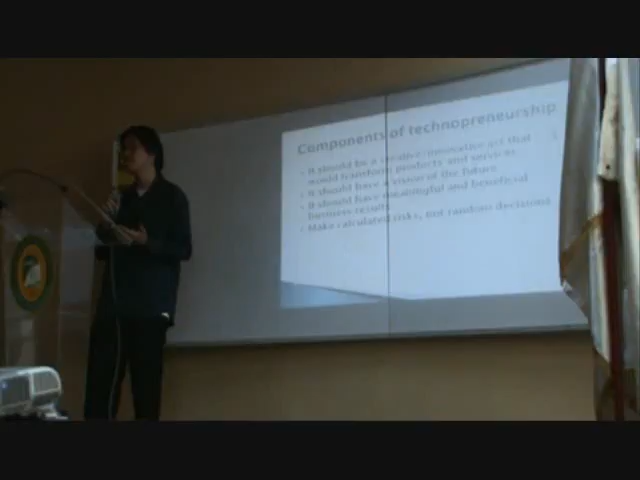 Components of technopreneurship
It should be a creative/innovative act that
would transform products and services
It should have a vision of the future
It should have meaningful and beneficial
business results
Make calculated risks, not random decisions